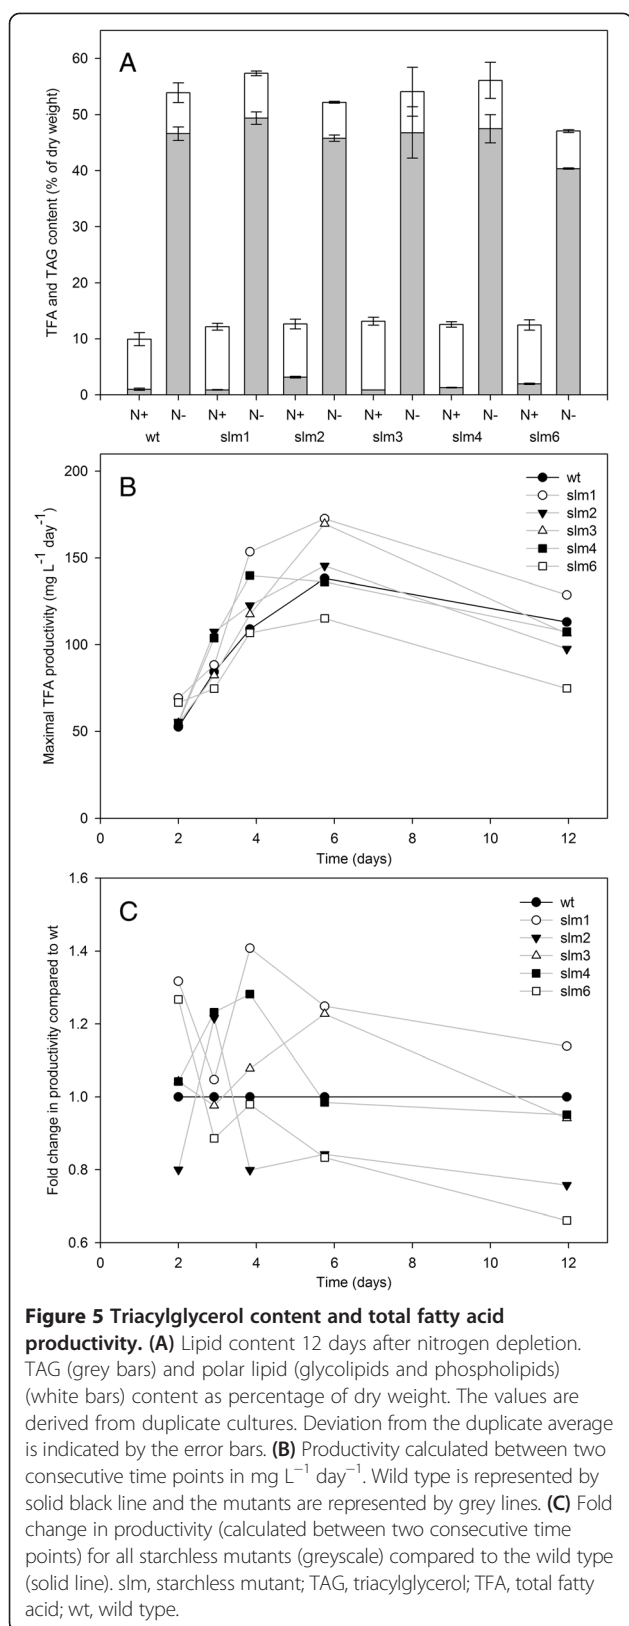 A
TFA and TAG content (% of dry weight)
60
50
40
30
20
10
0
N+ N- N+ N- N+ N- N+ N- N+ N- N+ N-
wt slm1 slm2 slm3 slm4 slm6
B
Maximal TFA productivity (mg L⁻¹ day⁻¹)
200
150
100
50
0
wt
slm1
slm2
slm3
slm4
slm6
0 2 4 6 8 10 12
Time (days)
C
Fold change in productivity compared to wt
1.6
1.4
1.2
1.0
0.8
0.6
wt
slm1
slm2
slm3
slm4
slm6
0 2 4 6 8 10 12
Time (days)
Figure 5 Triacylglycerol content and total fatty acid
productivity. (A) Lipid content 12 days after nitrogen depletion.
TAG (grey bars) and polar lipid (glycolipids and phospholipids)
(white bars) content as percentage of dry weight. The values are
derived from duplicate cultures. Deviation from the duplicate average
is indicated by the error bars. (B) Productivity calculated between two
consecutive time points in mg L⁻¹ day⁻¹. Wild type is represented by
solid black line and the mutants are represented by grey lines. (C) Fold
change in productivity (calculated between two consecutive time
points) for all starchless mutants (greyscale) compared to the wild type
(solid line). slm, starchless mutant; TAG, triacylglycerol; TFA, total fatty
acid; wt, wild type.